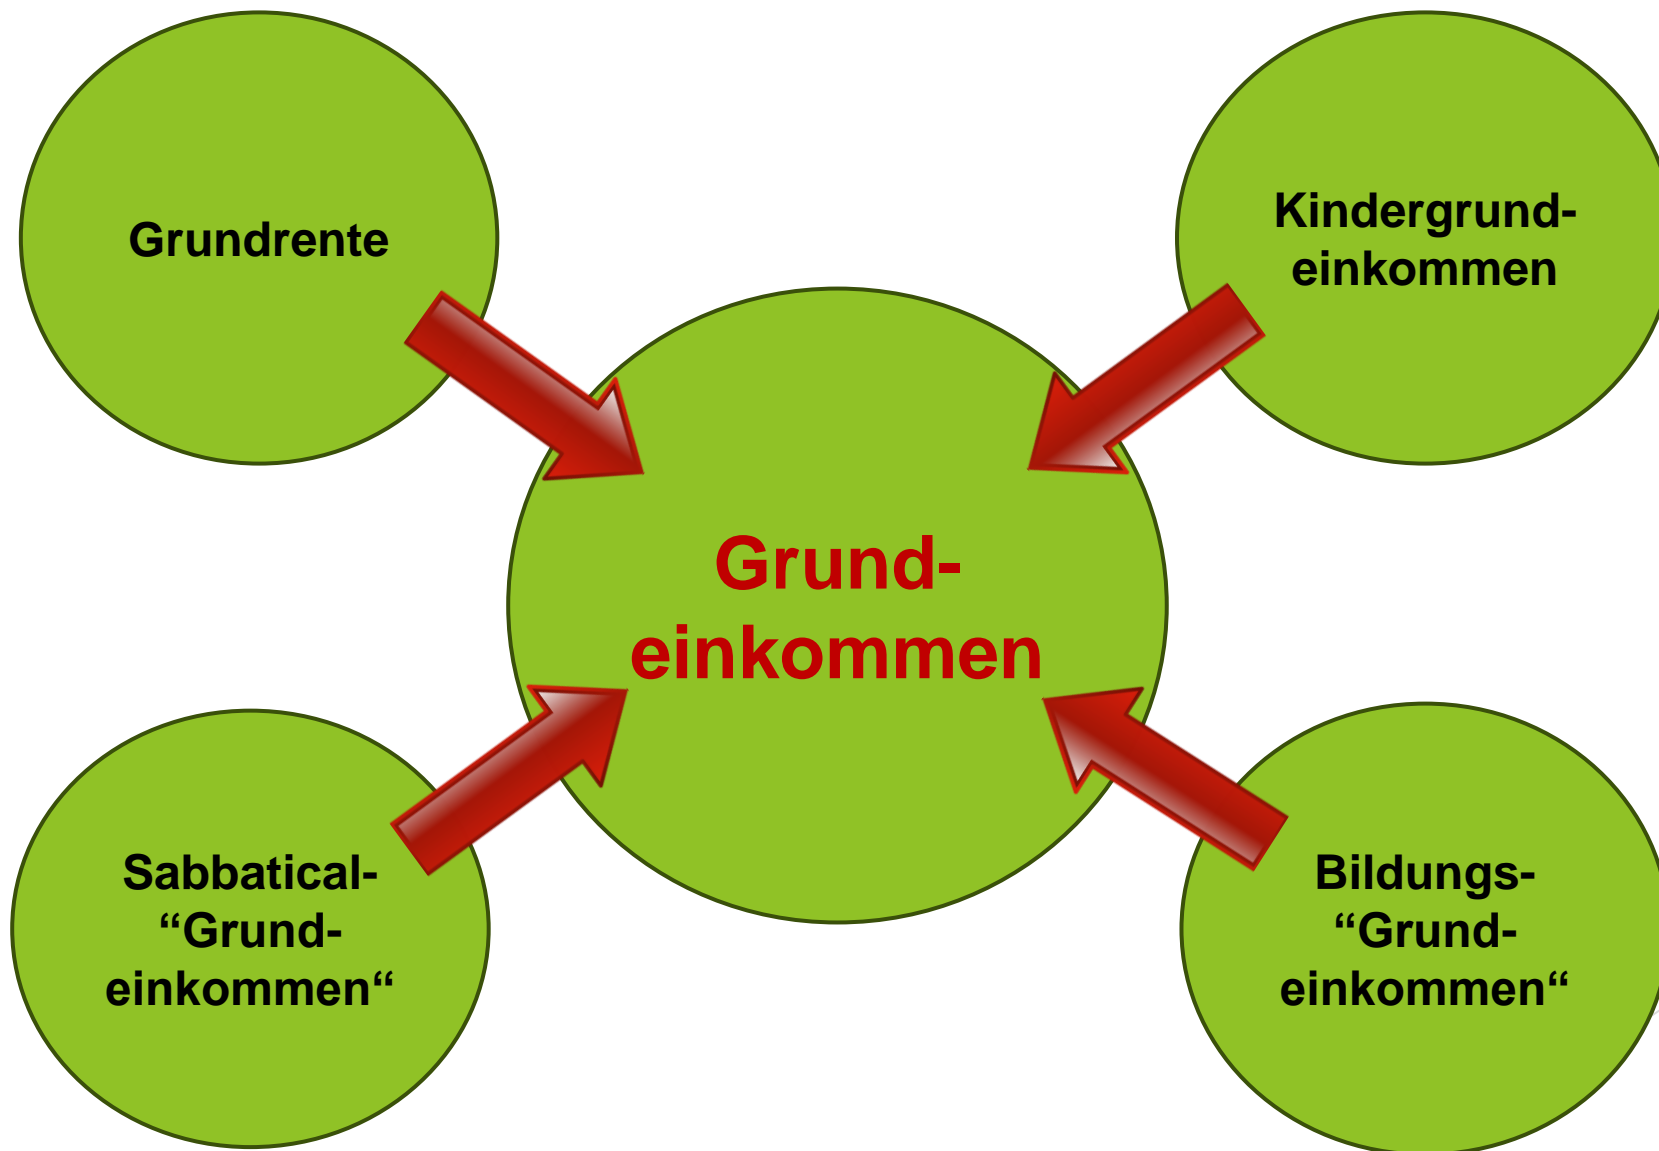 Grundrente
Kindergrund-
einkommen
Grund-
einkommen
Sabbatical-
“Grund-
einkommen“
Bildungs-
“Grund-
einkommen“